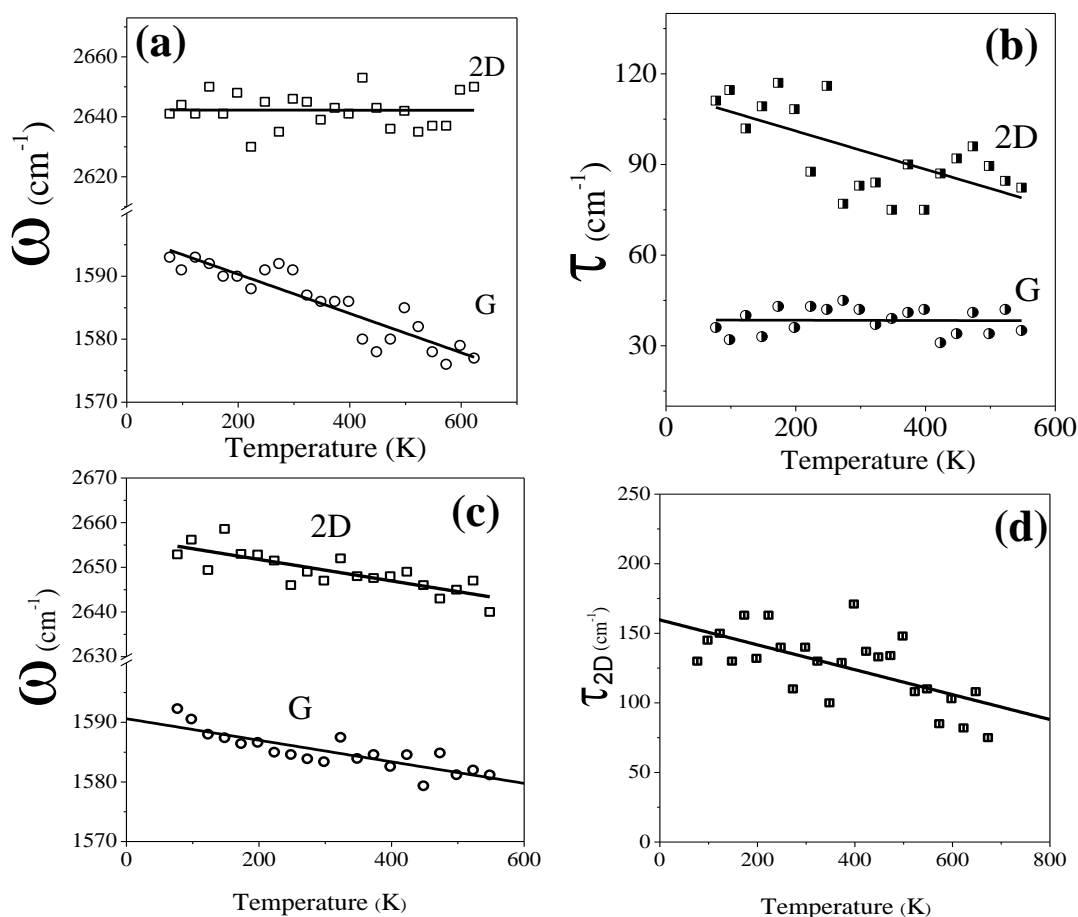 (a)
2D
G
2660
2640
2620
1590
1580
1570
0
200
400
600
ω (cm-1)
Temperature (K)
(b)
2D
G
120
90
60
30
0
200
400
600
τ (cm-1)
Temperature (K)
(c)
2D
G
2670
2660
2650
2640
2630
1590
1580
1570
0
200
400
600
ω (cm-1)
Temperature (K)
(d)
250
200
150
100
50
0
0
200
400
600
800
τ2D (cm-1)
Temperature (K)